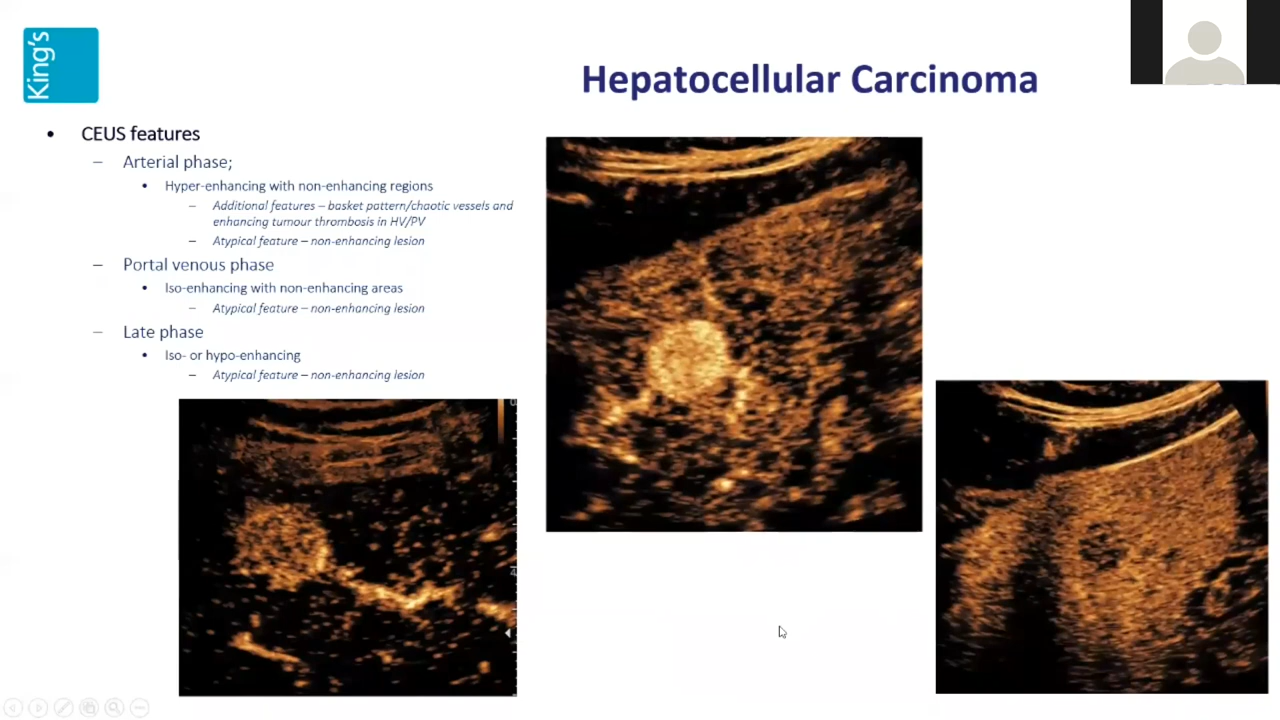 King's
Hepatocellular Carcinoma
• CEUS features
– Arterial phase;
• Hyper-enhancing with non-enhancing regions
– Additional features – basket pattern/chaotic vessels and
enhancing tumour thrombosis in HV/PV
– Atypical feature – non-enhancing lesion
– Portal venous phase
• Iso-enhancing with non-enhancing areas
– Atypical feature – non-enhancing lesion
– Late phase
• Iso- or hypo-enhancing
– Atypical feature – non-enhancing lesion